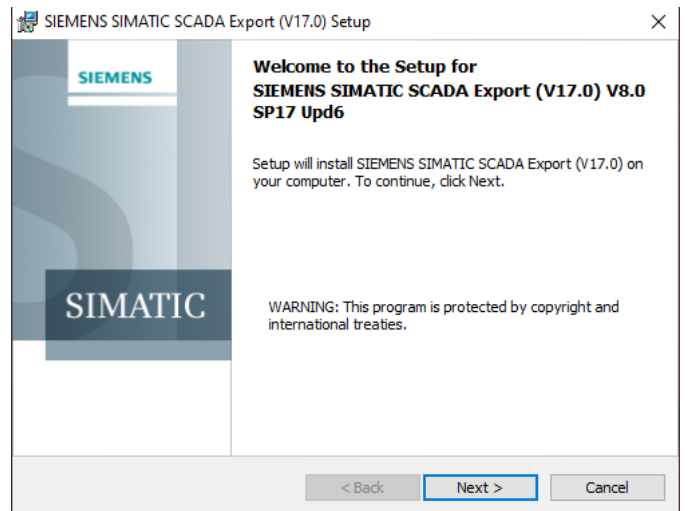 SIEMENS SIMATIC SCADA Export (V17.0) Setup
SIEMENS
Welcome to the Setup for
SIEMENS SIMATIC SCADA Export (V17.0) V8.0
SP17 Upd6
Setup will install SIEMENS SIMATIC SCADA Export (V17.0) on
your computer. To continue, click Next.
SIMATIC
WARNING: This program is protected by copyright and
international treaties.
< Back
Next >
Cancel